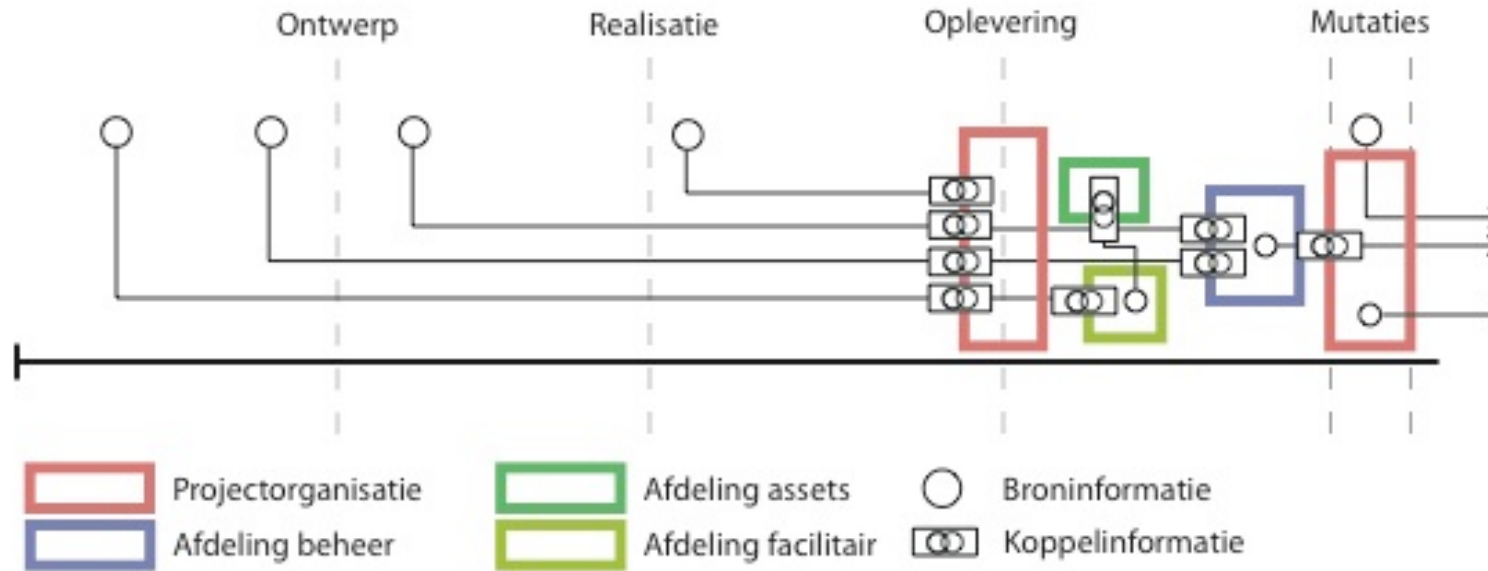 Ontwerp
Realisatie
Oplevering
Mutaties
Projectorganisatie
Afdeling assets
Broninformatie
Afdeling beheer
Afdeling facilitair
Koppelinformatie